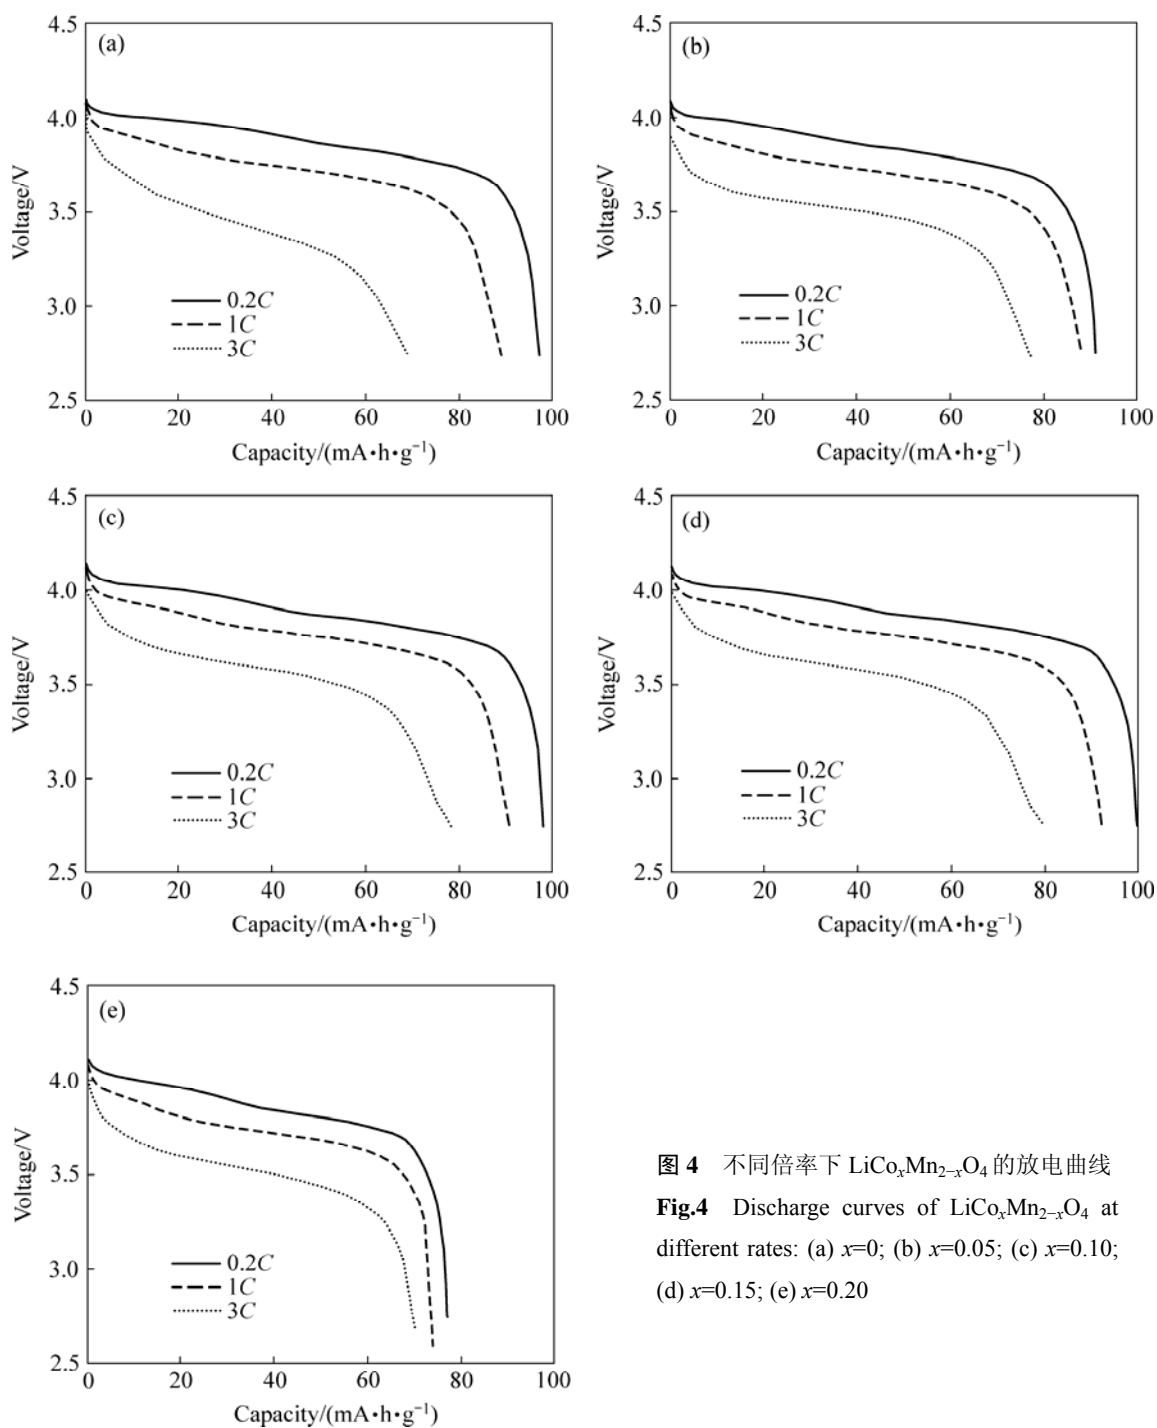 4.5
(a)
4.0
3.5
3.0
2.5
Voltage/V
0.2C
1C
3C
0 20 40 60 80 100
Capacity/(mA•h•g⁻¹)
4.5
(b)
4.0
3.5
3.0
2.5
Voltage/V
0.2C
1C
3C
0 20 40 60 80 100
Capacity/(mA•h•g⁻¹)
4.5
(c)
4.0
3.5
3.0
2.5
Voltage/V
0.2C
1C
3C
0 20 40 60 80 100
Capacity/(mA•h•g⁻¹)
4.5
(d)
4.0
3.5
3.0
2.5
Voltage/V
0.2C
1C
3C
0 20 40 60 80 100
Capacity/(mA•h•g⁻¹)
4.5
(e)
4.0
3.5
3.0
2.5
Voltage/V
0.2C
1C
3C
0 20 40 60 80 100
Capacity/(mA•h•g⁻¹)
图 4 不同倍率下 LiCoₓMn₂₋ₓO₄ 的放电曲线
Fig.4 Discharge curves of LiCoₓMn₂₋ₓO₄ at
different rates: (a) x=0; (b) x=0.05; (c) x=0.10;
(d) x=0.15; (e) x=0.20